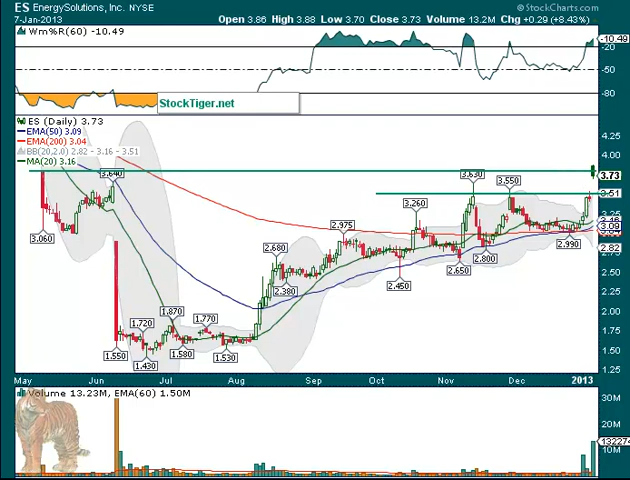 ES EnergySolutions, Inc. NYSE
© StockCharts.com
7-Jan-2013
Open 3.86 High 3.88 Low 3.70 Close 3.73 Volume 13.2M Chg +0.29 (+8.43%)
Wm%R(60) -10.49
-10.49
-20
-50
-80
StockTiger.net
ES (Daily) 3.73
EMA(50) 3.09
EMA(200) 3.04
BB(20,2.0) 2.82 - 3.16 - 3.51
MA(20) 3.16
4.25
4.00
3.73
3.51
3.09
2.82
2.50
2.25
2.00
1.75
1.50
1.25
3.640
3.630
3.550
3.260
3.060
2.975
2.680
2.990
2.800
2.650
2.450
2.380
1.870
1.770
1.720
1.580
1.550
1.530
1.430
May Jun Jul Aug Sep Oct Nov Dec 2013
Volume 13.23M, EMA(60) 1.50M
30M
20M
10M